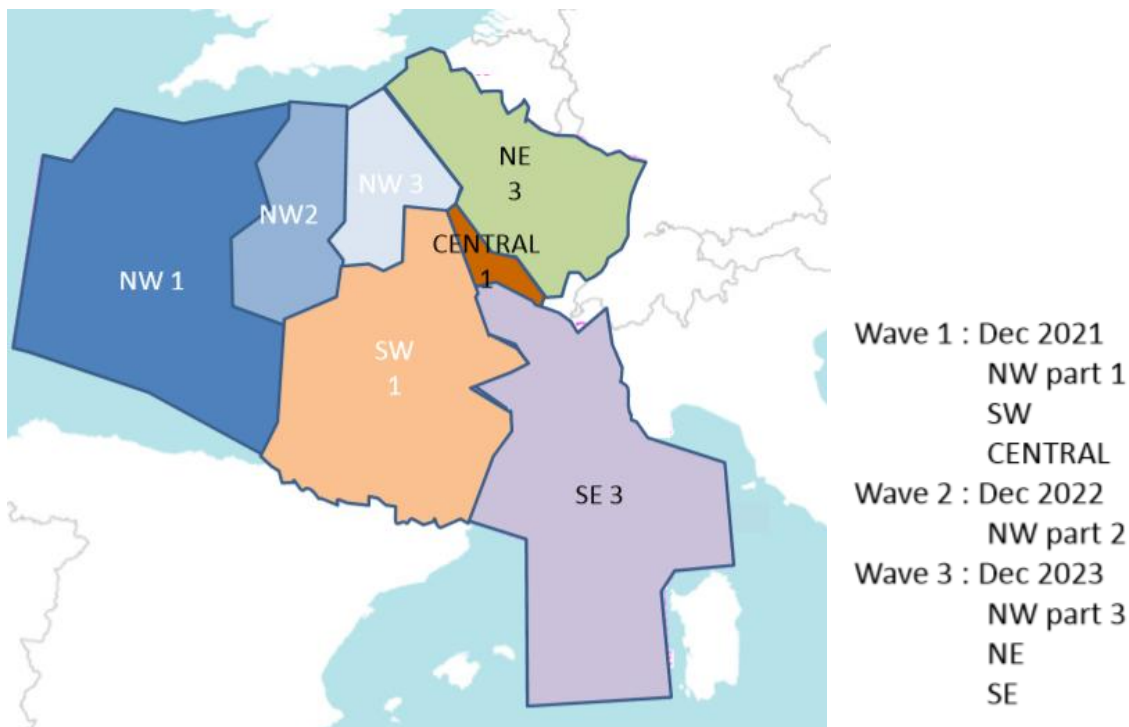 NE
3
NW 3
NW2
CENTRAL
1
NW 1
SW
1
SE 3
Wave 1 : Dec 2021
NW part 1
SW
CENTRAL
Wave 2 : Dec 2022
NW part 2
Wave 3 : Dec 2023
NW part 3
NE
SE